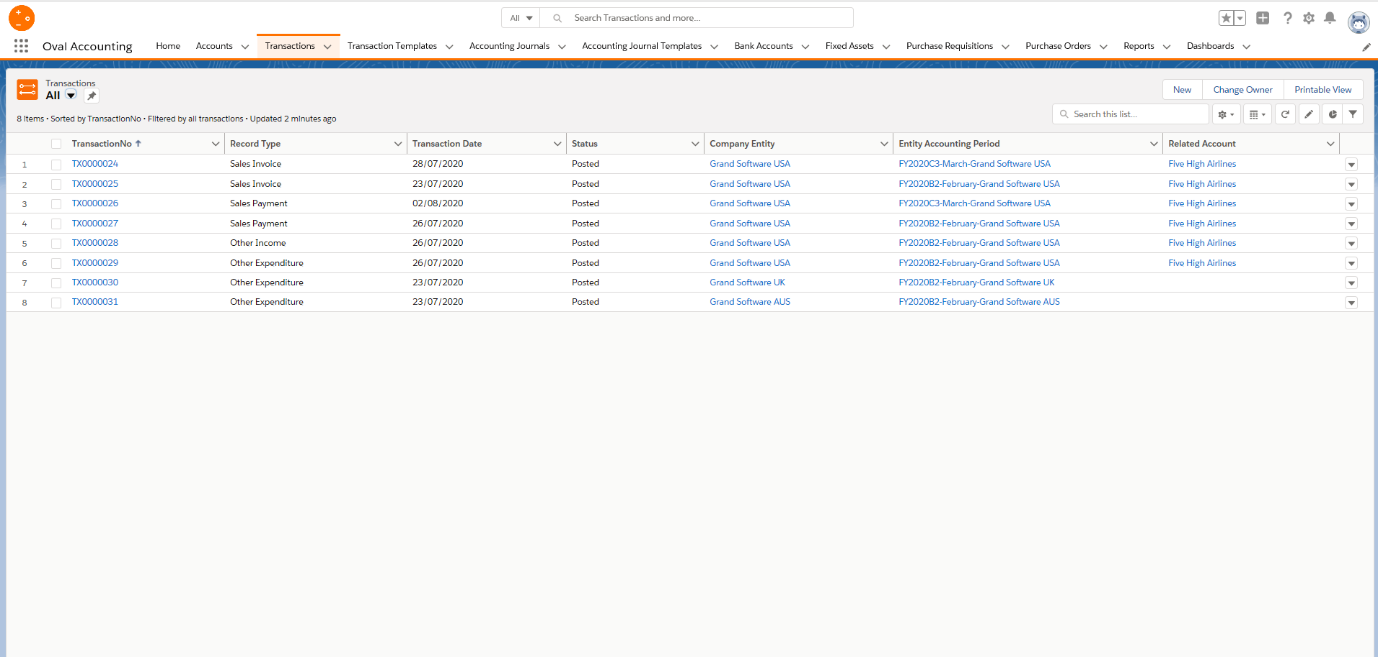 All Search Transactions and more...
Oval Accounting Home Accounts Transactions Transaction Templates Accounting Journals Accounting Journal Templates Bank Accounts Fixed Assets Purchase Requisitions Purchase Orders Reports Dashboards
Transactions
All
New Change Owner Printable View
8 items • Sorted by TransactionNo • Filtered by all transactions • Updated 2 minutes ago
Search this list...
TransactionNo ↑ Record Type Transaction Date Status Company Entity Entity Accounting Period Related Account
1 TX0000024 Sales Invoice 28/07/2020 Posted Grand Software USA FY2020C3-March-Grand Software USA Five High Airlines
2 TX0000025 Sales Invoice 23/07/2020 Posted Grand Software USA FY2020B2-February-Grand Software USA Five High Airlines
3 TX0000026 Sales Payment 02/08/2020 Posted Grand Software USA FY2020C3-March-Grand Software USA Five High Airlines
4 TX0000027 Sales Payment 26/07/2020 Posted Grand Software USA FY2020B2-February-Grand Software USA Five High Airlines
5 TX0000028 Other Income 26/07/2020 Posted Grand Software USA FY2020B2-February-Grand Software USA Five High Airlines
6 TX0000029 Other Expenditure 26/07/2020 Posted Grand Software USA FY2020B2-February-Grand Software USA Five High Airlines
7 TX0000030 Other Expenditure 23/07/2020 Posted Grand Software UK FY2020B2-February-Grand Software UK
8 TX0000031 Other Expenditure 23/07/2020 Posted Grand Software AUS FY2020B2-February-Grand Software AUS